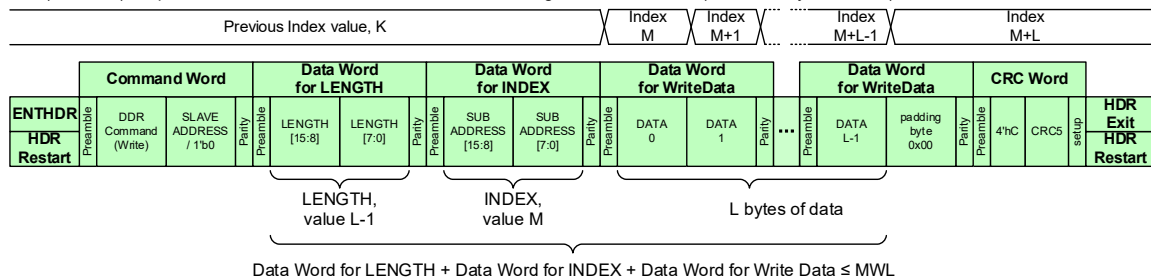 Previous Index value, K
Index M
Index M+1
Index M+L-1
Index M+L
Command Word
Data Word for LENGTH
Data Word for INDEX
Data Word for WriteData
Data Word for WriteData
CRC Word
ENTHDR
HDR Restart
Preamble
DDR Command (Write)
SLAVE ADDRESS / 1'b0
Parity
Preamble
LENGTH [15:8]
LENGTH [7:0]
Parity
Preamble
SUB ADDRESS [15:8]
SUB ADDRESS [7:0]
Parity
Preamble
DATA 0
DATA 1
Parity
...
Preamble
DATA L-1
padding byte 0x00
Parity
Preamble
4'hC
CRC5
setup
HDR Exit
HDR Restart
LENGTH, value L-1
INDEX, value M
L bytes of data
Data Word for LENGTH + Data Word for INDEX + Data Word for Write Data ≤ MWL